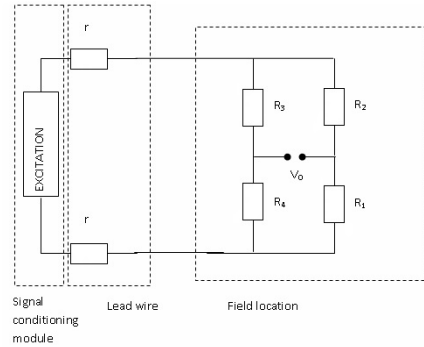 r
R3
R2
EXCITATION
Vo
r
R4
R1
Signal
conditioning
module
Lead wire
Field location